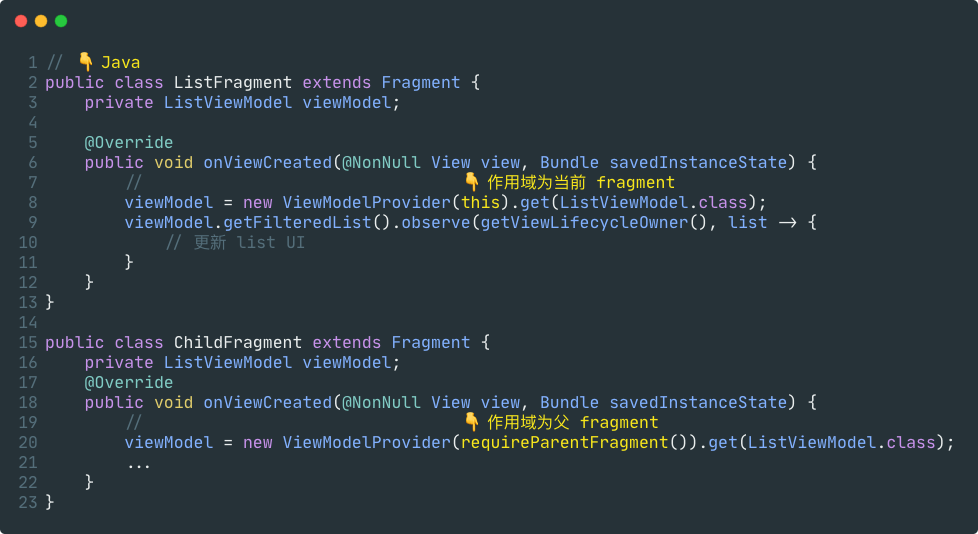 1 // 👇 Java
2 public class ListFragment extends Fragment {
3     private ListViewModel viewModel;
4
5     @Override
6     public void onViewCreated(@NonNull View view, Bundle savedInstanceState) {
7         //                                 👇 作用域为当前 fragment
8         viewModel = new ViewModelProvider(this).get(ListViewModel.class);
9         viewModel.getFilteredList().observe(getViewLifecycleOwner(), list -> {
10             // 更新 list UI
11         }
12     }
13 }
14
15 public class ChildFragment extends Fragment {
16     private ListViewModel viewModel;
17     @Override
18     public void onViewCreated(@NonNull View view, Bundle savedInstanceState) {
19         //                                 👇 作用域为父 fragment
20         viewModel = new ViewModelProvider(requireParentFragment()).get(ListViewModel.class);
21         ...
22     }
23 }